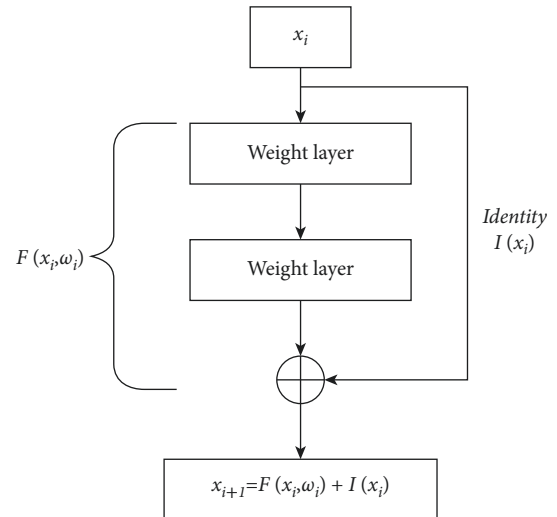 x_i
Weight layer
Weight layer
F (x_i,ω_i)
Identity
I (x_i)
x_{i+1}=F (x_i,ω_i) + I (x_i)